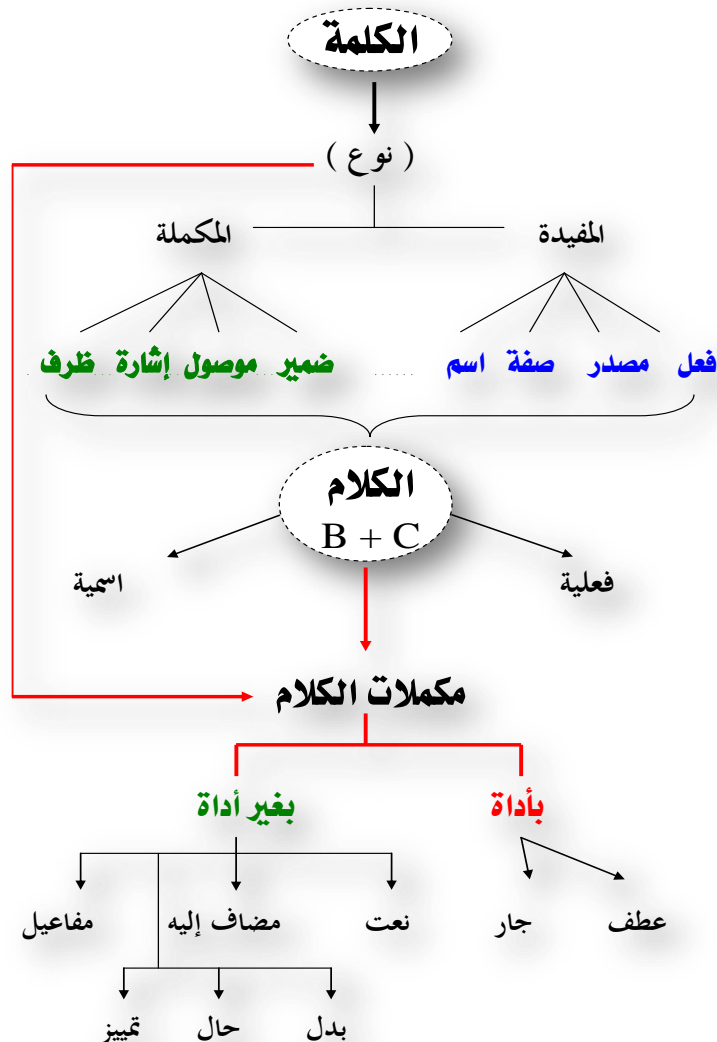 الكلمة
( نوع )
المفيدة المكملة
فعل مصدر صفة اسم ...... ضمير موصول إشارة ظرف
الكلام
B + C
فعلية اسمية
مكملات الكلام
بأداة بغير أداة
عطف جار نعت مضاف إليه مفاعيل
بدل حال تمييز